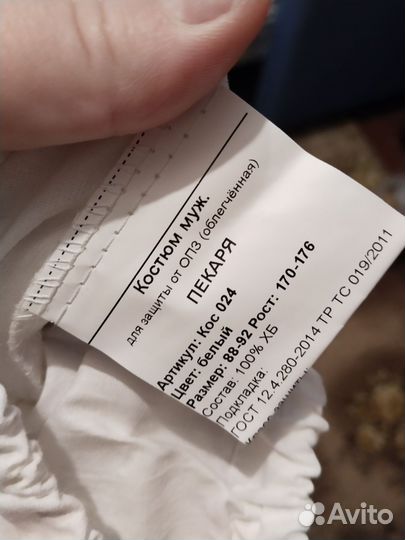 Костюм муж.
для защиты от ОПЗ (облегчённая)
ПЕКАРЯ
Артикул: Кос 024
Цвет: белый
Размер: 88-92 Рост: 170-176
Состав: 100% ХБ
Подкладка:
ГОСТ 12.4.280-2014 ТР ТС 019/2011
Avito